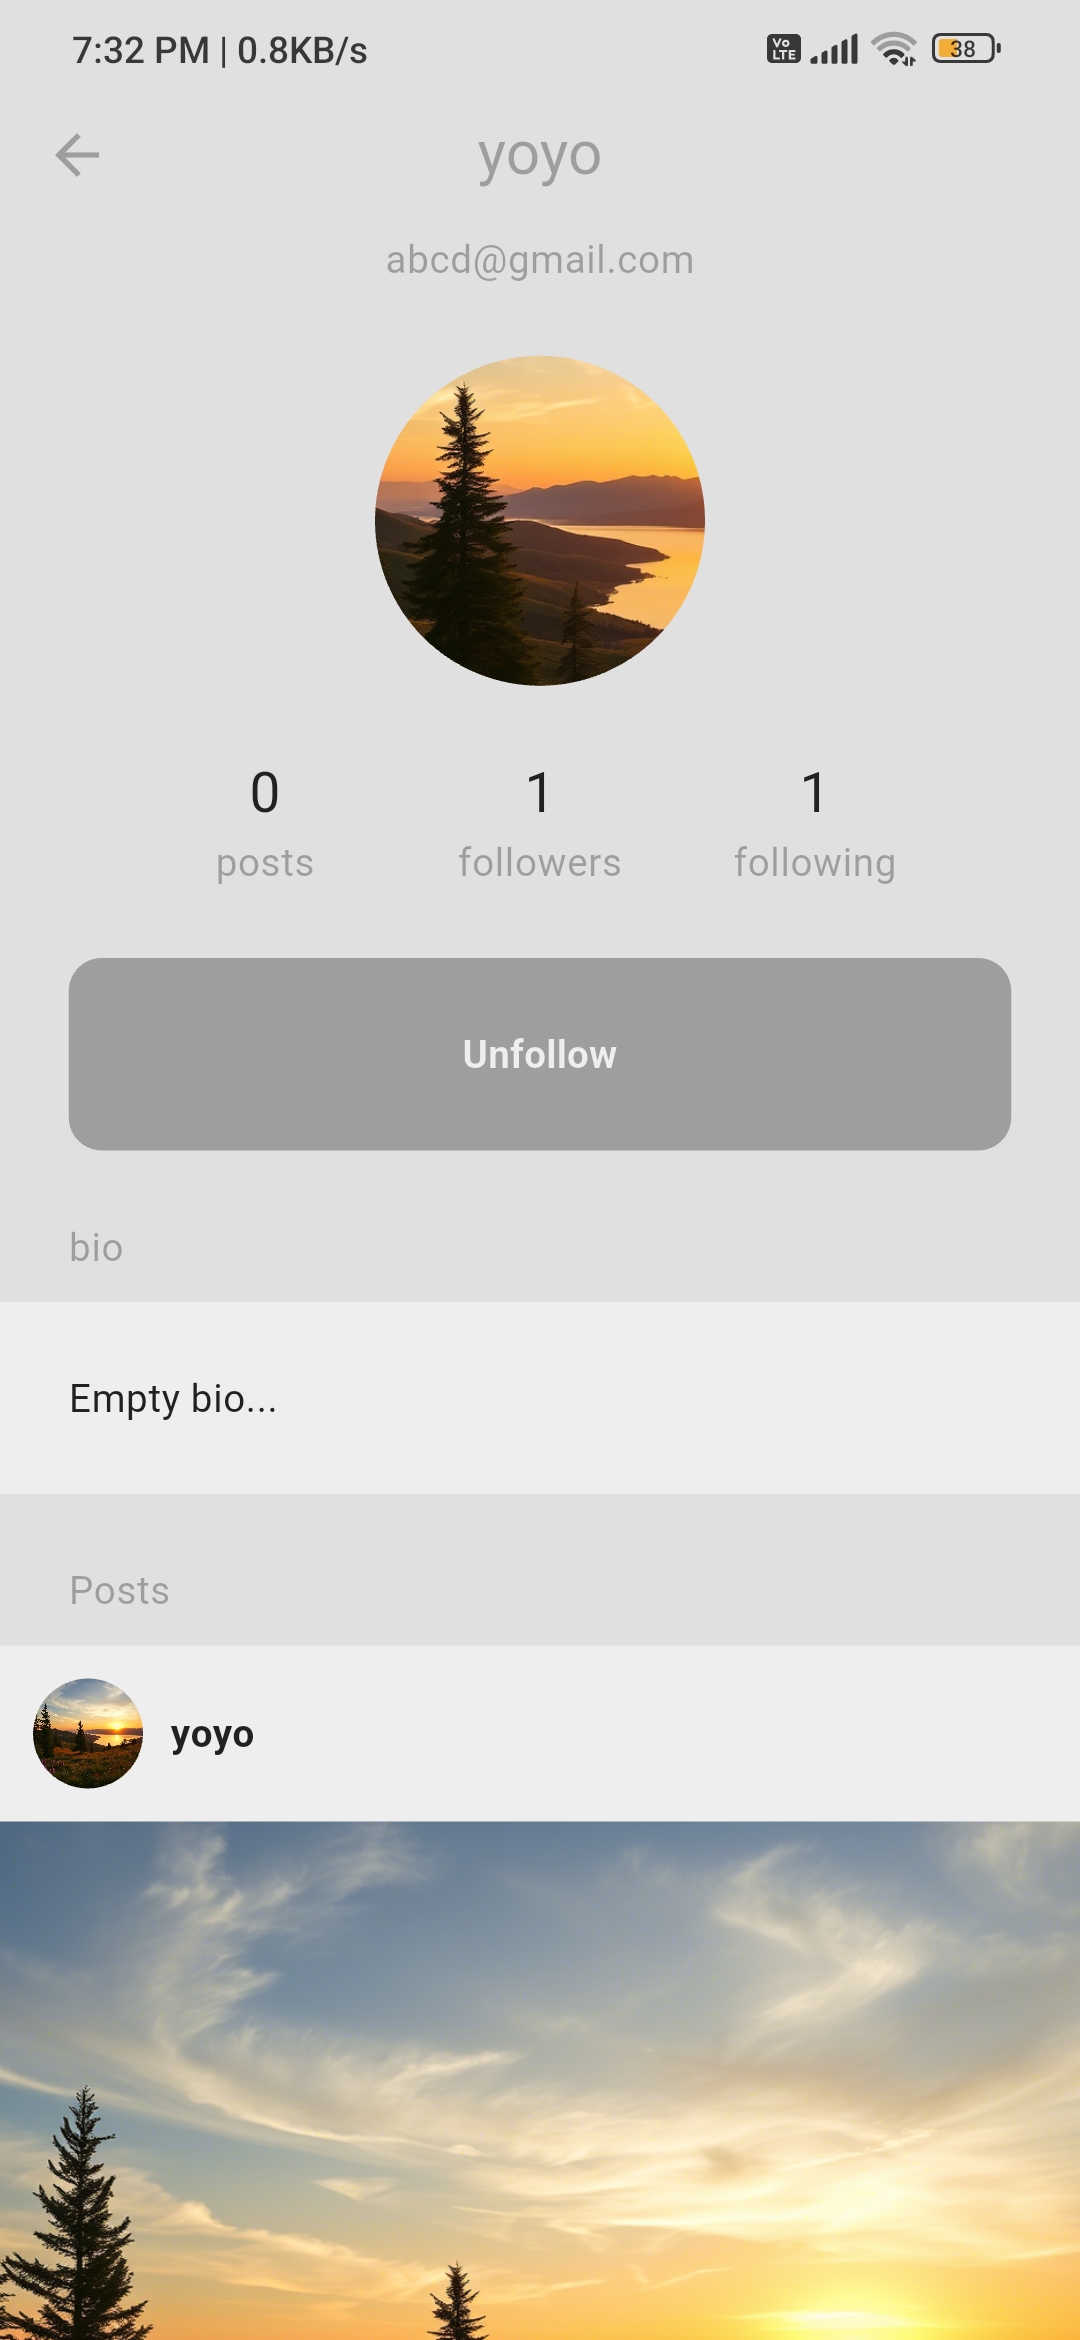 7:32 PM | 0.8KB/s Vo LTE 38
yoyo
abcd@gmail.com
0 1 1
posts followers following
Unfollow
bio
Empty bio...
Posts
yoyo